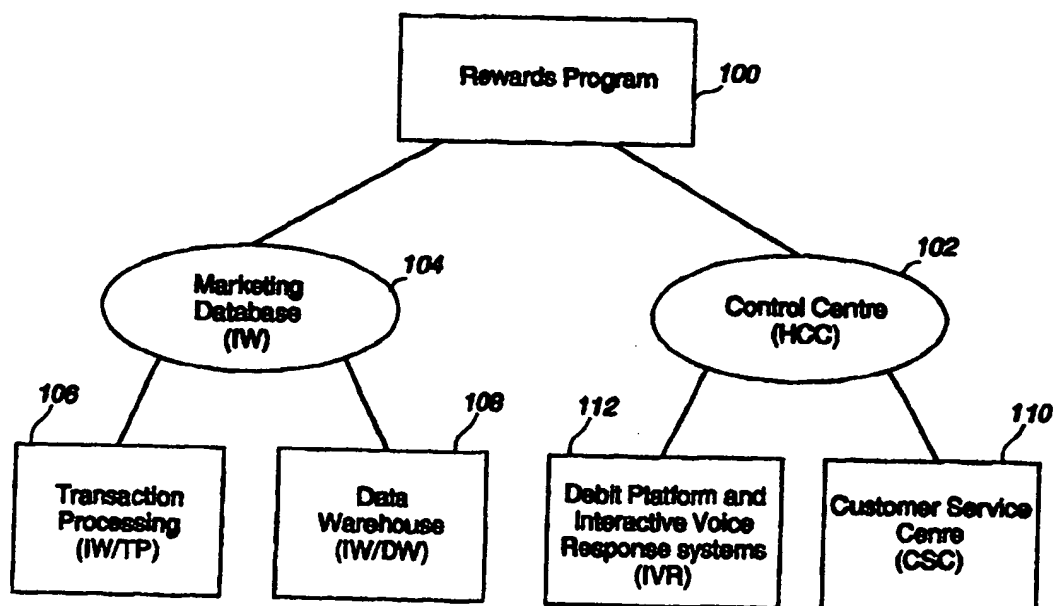 Rewards Program
100
104
Marketing
Database
(IW)
102
Control Centre
(HCC)
106
Transaction
Processing
(IW/TP)
108
Data
Warehouse
(IW/DW)
112
Debit Platform and
Interactive Voice
Response systems
(IVR)
110
Customer Service
Cenre
(CSC)